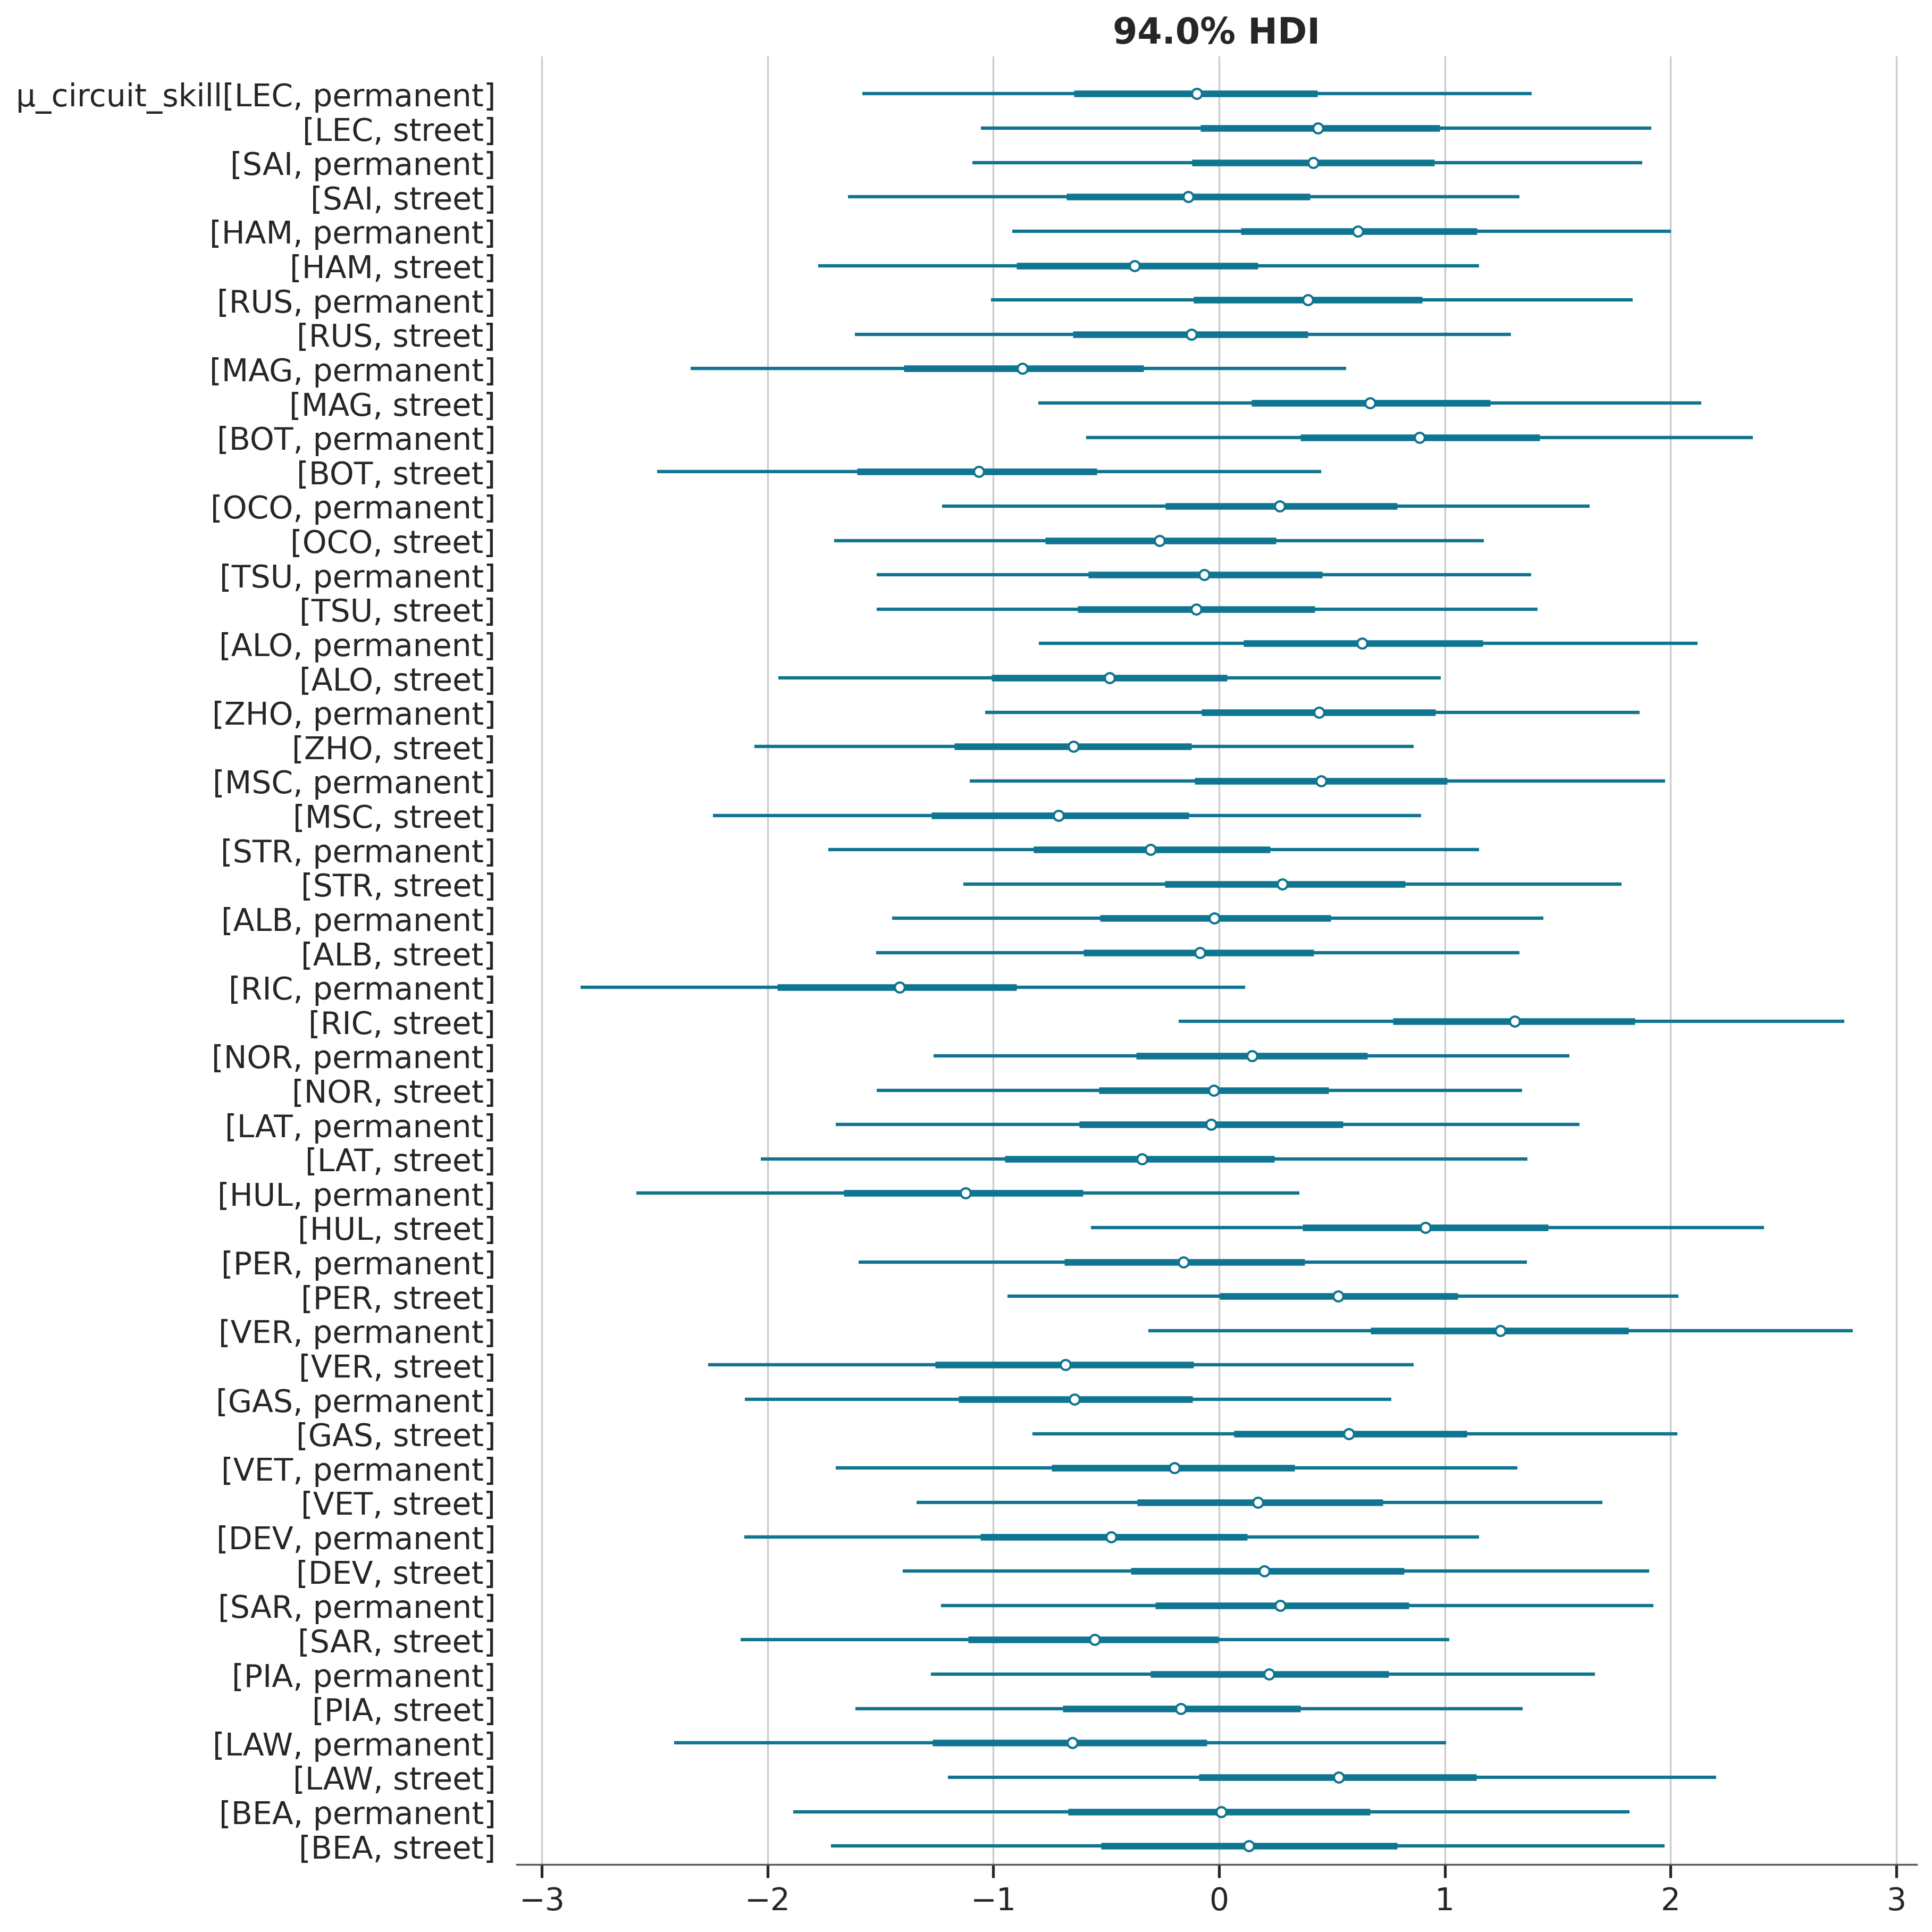 94.0% HDI
μ_circuit_skill[LEC, permanent]
[LEC, street]
[SAI, permanent]
[SAI, street]
[HAM, permanent]
[HAM, street]
[RUS, permanent]
[RUS, street]
[MAG, permanent]
[MAG, street]
[BOT, permanent]
[BOT, street]
[OCO, permanent]
[OCO, street]
[TSU, permanent]
[TSU, street]
[ALO, permanent]
[ALO, street]
[ZHO, permanent]
[ZHO, street]
[MSC, permanent]
[MSC, street]
[STR, permanent]
[STR, street]
[ALB, permanent]
[ALB, street]
[RIC, permanent]
[RIC, street]
[NOR, permanent]
[NOR, street]
[LAT, permanent]
[LAT, street]
[HUL, permanent]
[HUL, street]
[PER, permanent]
[PER, street]
[VER, permanent]
[VER, street]
[GAS, permanent]
[GAS, street]
[VET, permanent]
[VET, street]
[DEV, permanent]
[DEV, street]
[SAR, permanent]
[SAR, street]
[PIA, permanent]
[PIA, street]
[LAW, permanent]
[LAW, street]
[BEA, permanent]
[BEA, street]
−3 −2 −1 0 1 2 3